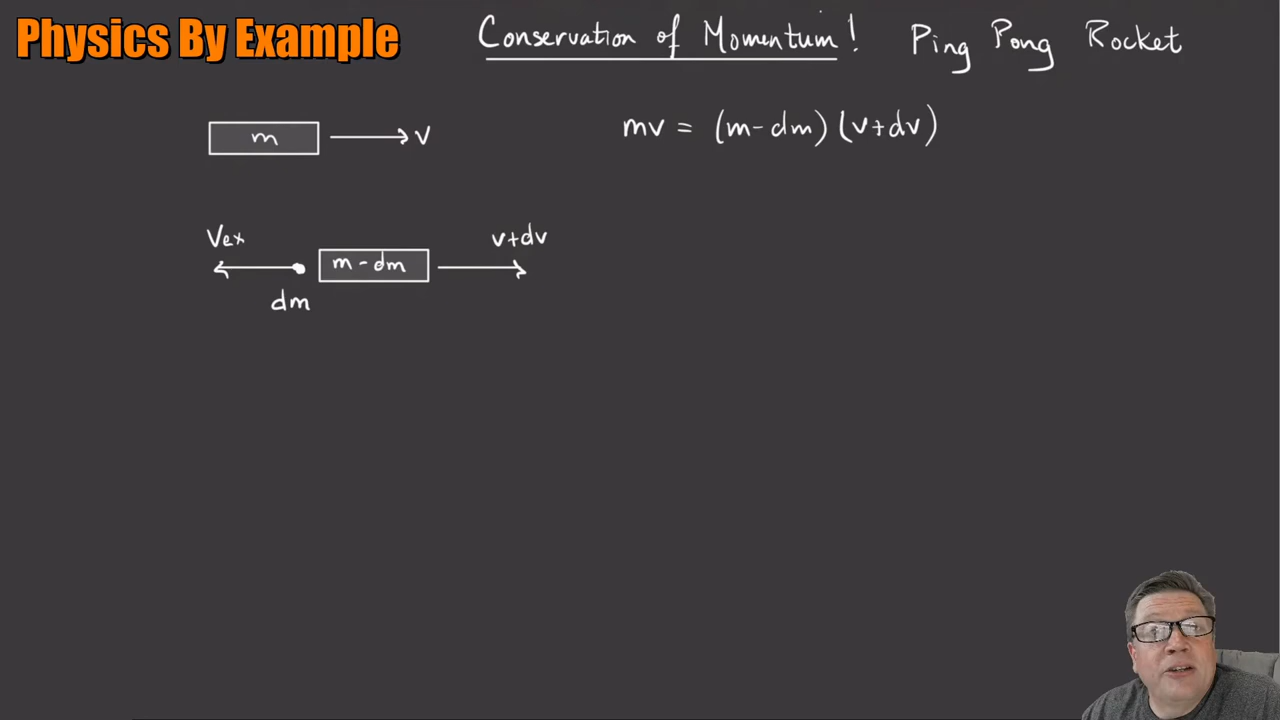 Physics By Example
Conservation of Momentum! Ping Pong Rocket
m v
mv = (m-dm)(v+dv)
Vex
m-dm
v+dv
dm